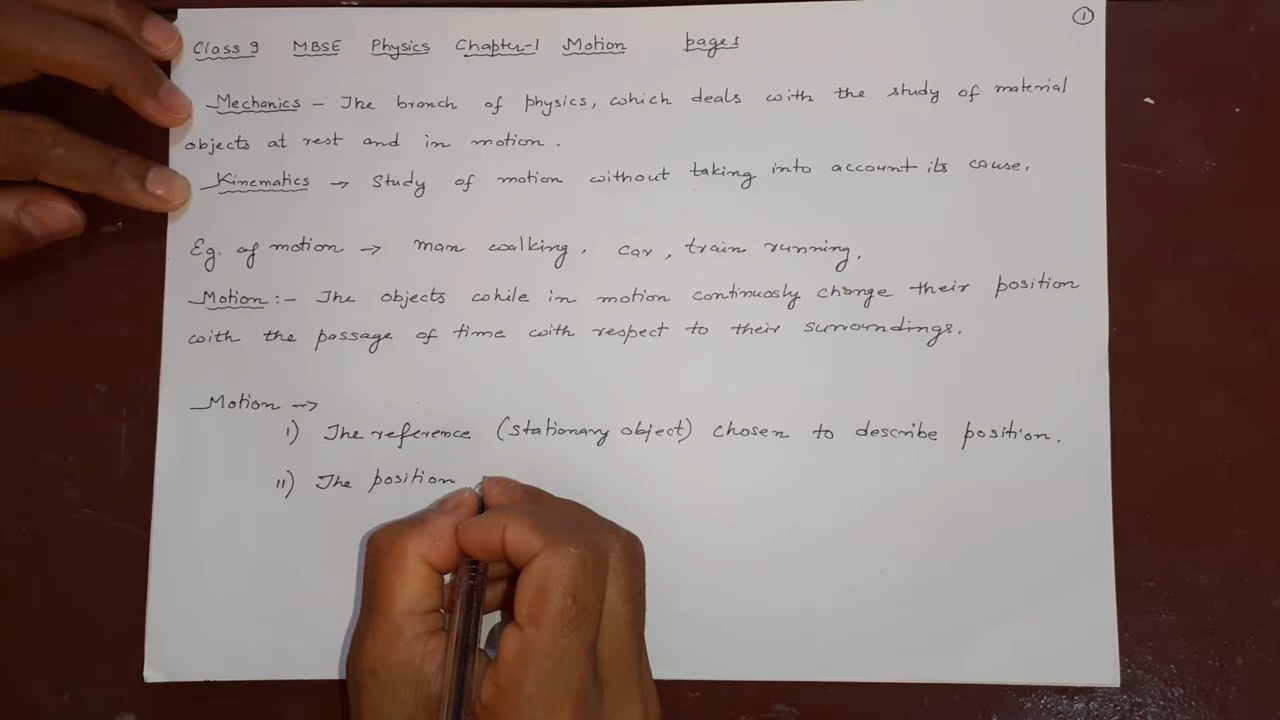 ①
Class 9 MBSE Physics Chapter-1 Motion pages
Mechanics - The branch of physics, which deals with the study of material
objects at rest and in motion.
Kinematics → Study of motion without taking into account its cause.
Eg. of motion → man walking, car, train running.
Motion :- The objects while in motion continuosly change their position
with the passage of time with respect to their surroundings.
Motion →
i) The reference (stationary object) chosen to describe position.
ii) The position